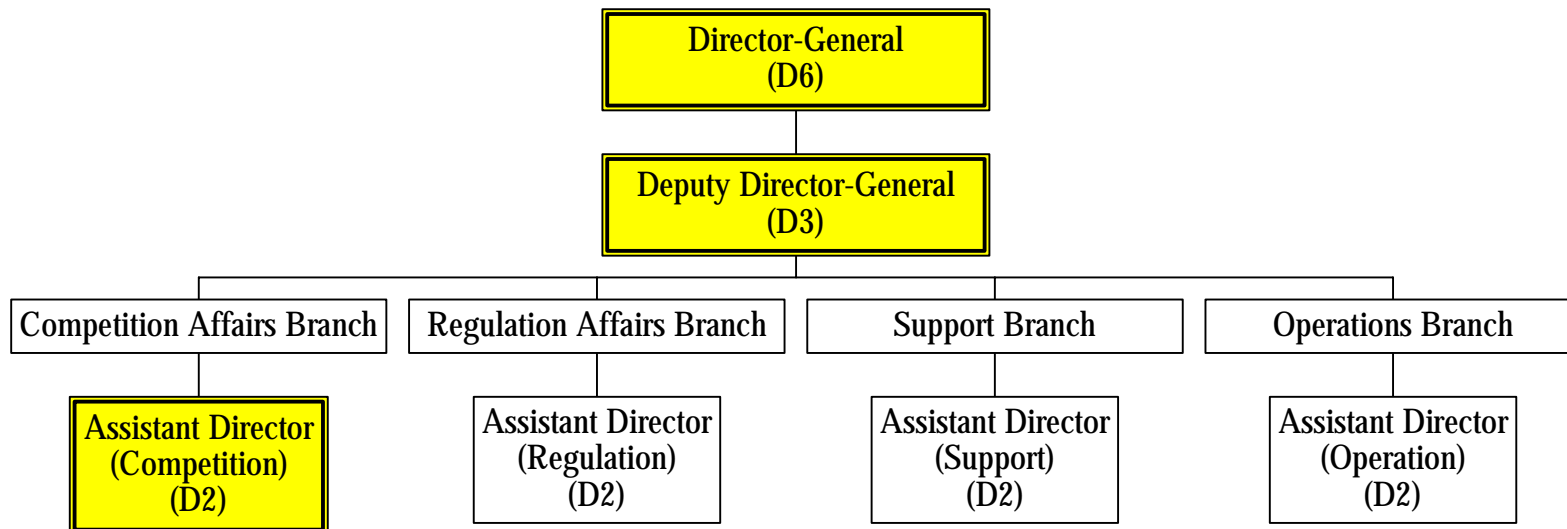 Director-General
(D6)
Deputy Director-General
(D3)
Competition Affairs Branch
Regulation Affairs Branch
Support Branch
Operations Branch
Assistant Director
(Competition)
(D2)
Assistant Director
(Regulation)
(D2)
Assistant Director
(Support)
(D2)
Assistant Director
(Operation)
(D2)